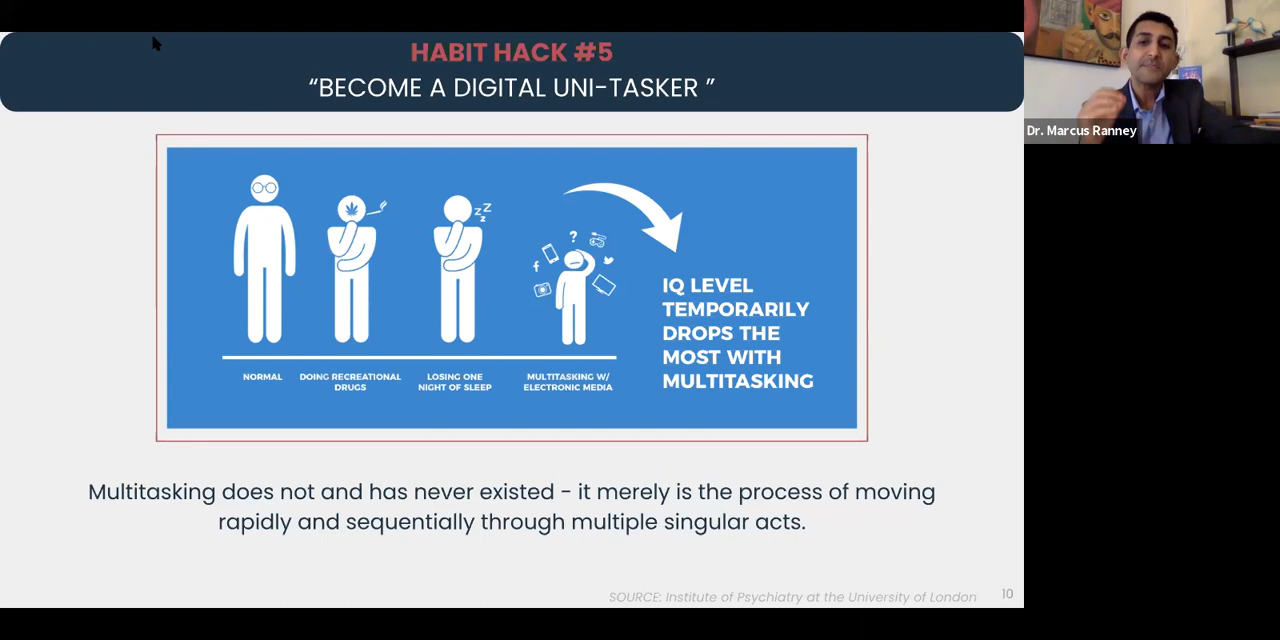 HABIT HACK #5
“BECOME A DIGITAL UNI-TASKER ”
Dr. Marcus Ranney
zZ
z
?
f
IQ LEVEL
TEMPORARILY
DROPS THE
MOST WITH
MULTITASKING
NORMAL
DOING RECREATIONAL
DRUGS
LOSING ONE
NIGHT OF SLEEP
MULTITASKING W/
ELECTRONIC MEDIA
Multitasking does not and has never existed - it merely is the process of moving
rapidly and sequentially through multiple singular acts.
SOURCE: Institute of Psychiatry at the University of London
10